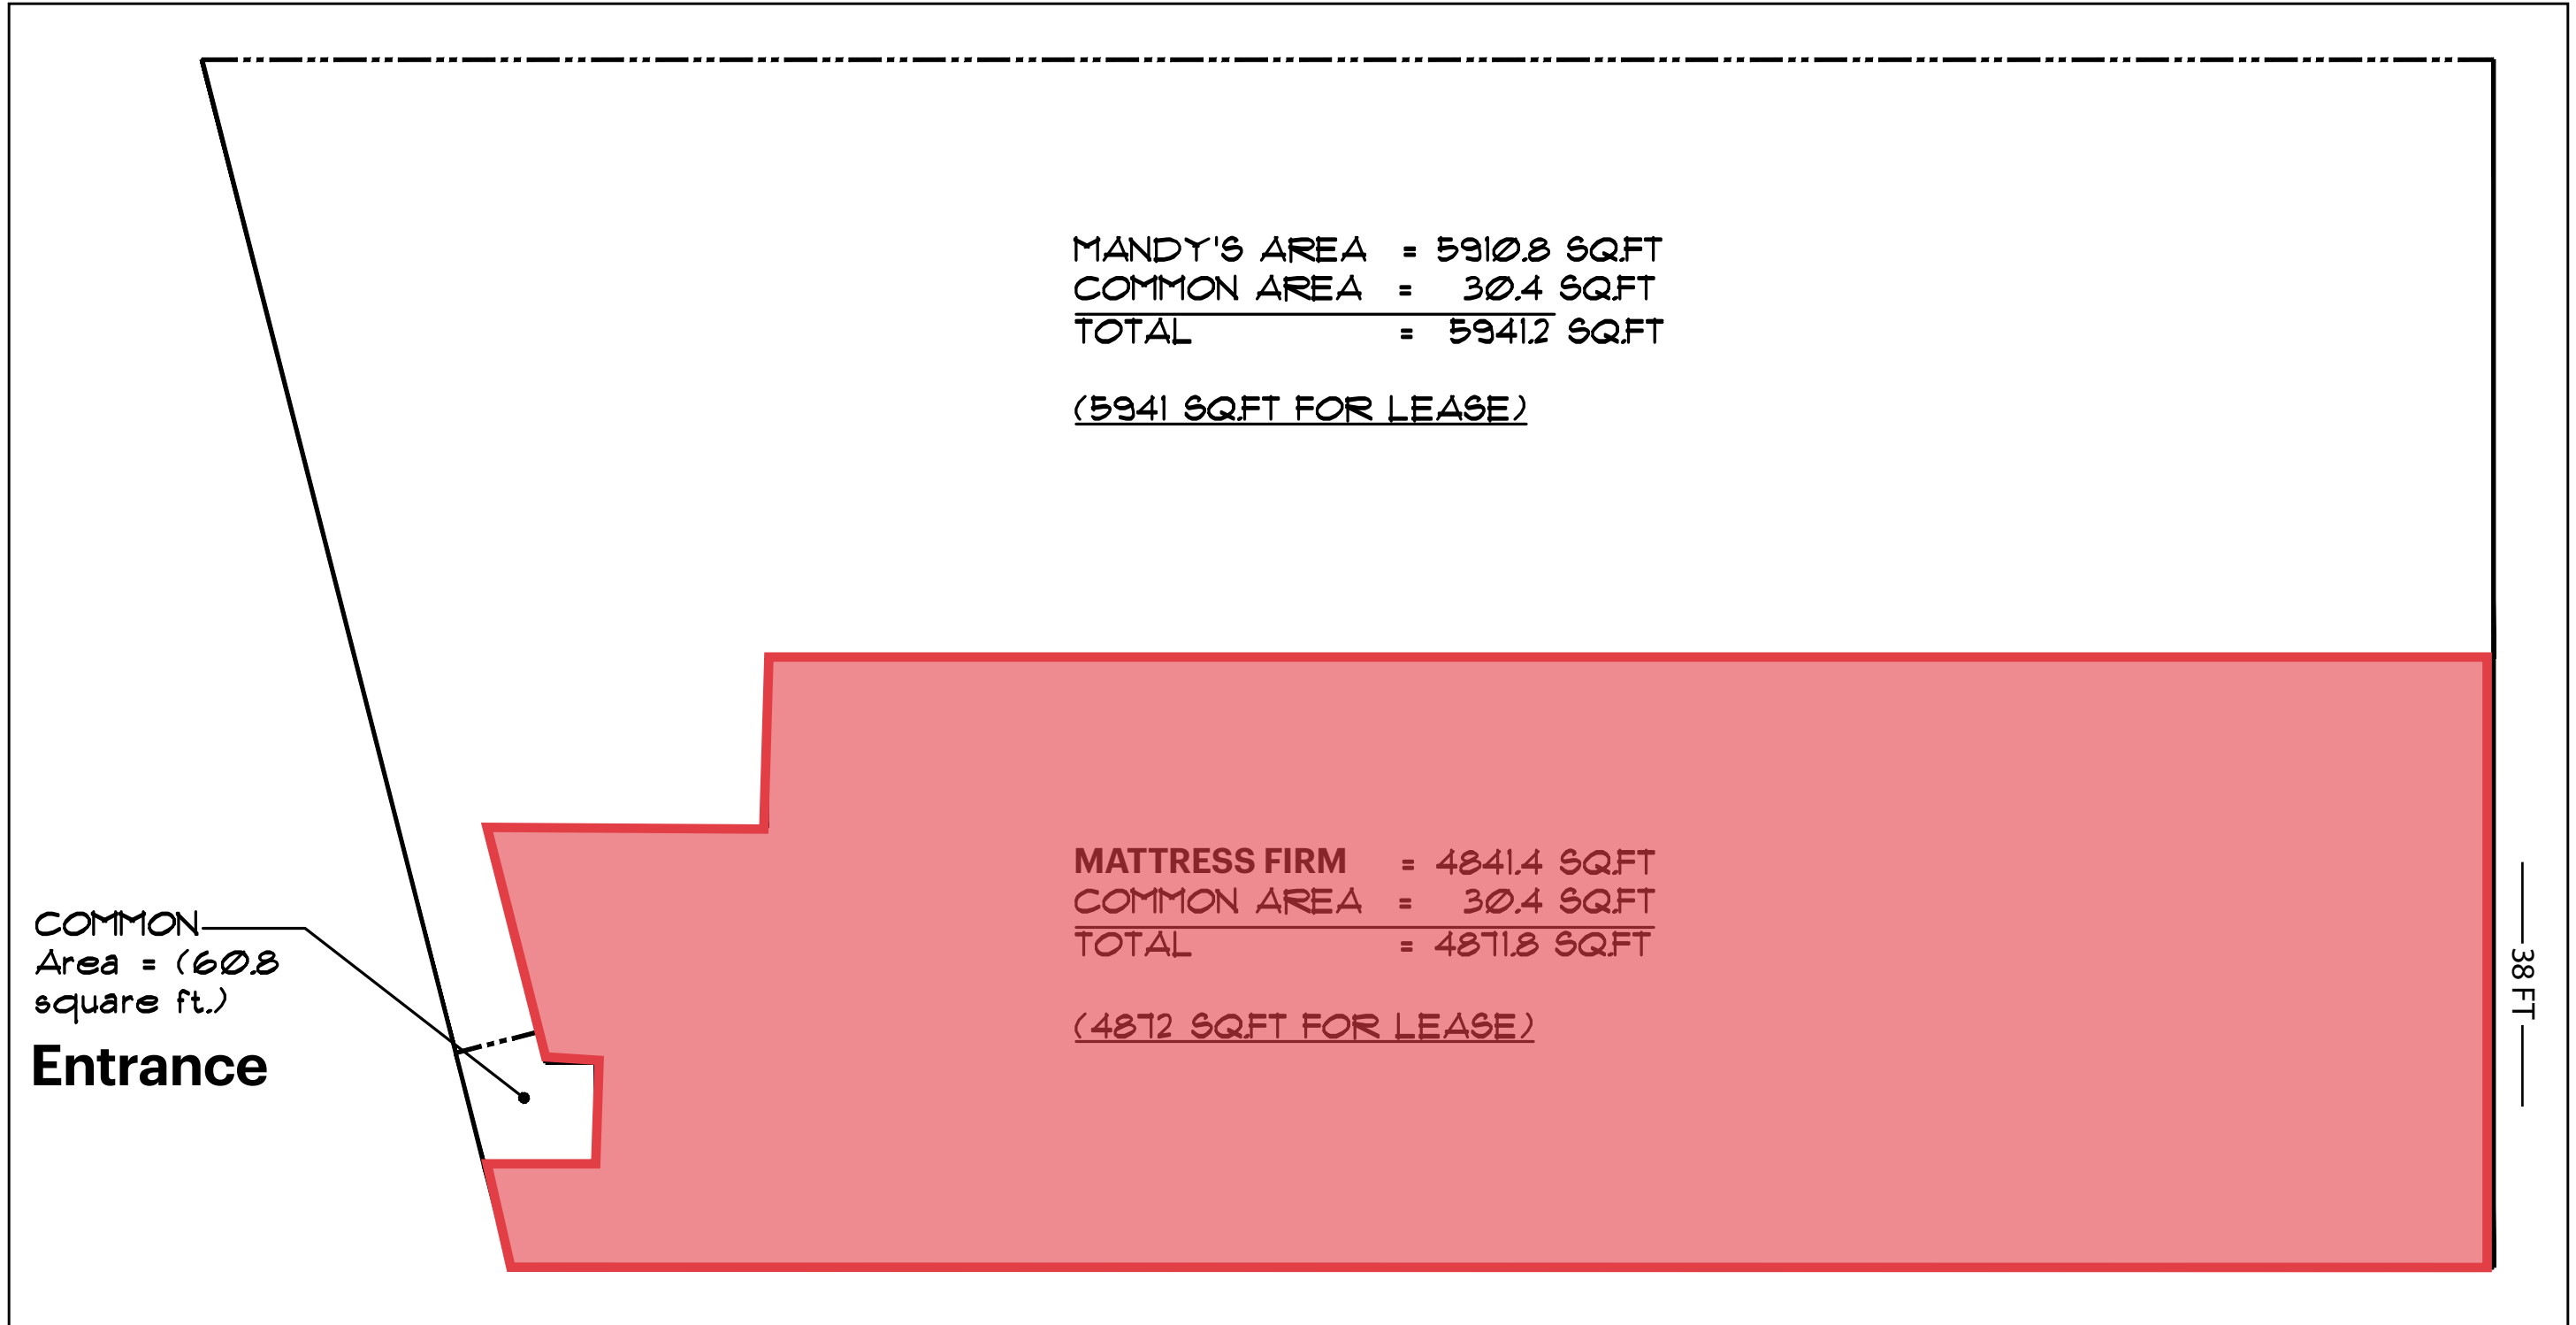 MANDY'S AREA = 5910.8 SQ.FT
COMMON AREA = 30.4 SQ.FT
TOTAL = 5941.2 SQ.FT
(5941 SQ.FT FOR LEASE)
MATTRESS FIRM = 4841.4 SQ.FT
COMMON AREA = 30.4 SQ.FT
TOTAL = 4871.8 SQ.FT
(4872 SQ.FT FOR LEASE)
COMMON
Area = (60.8
square ft.)
Entrance
38 FT